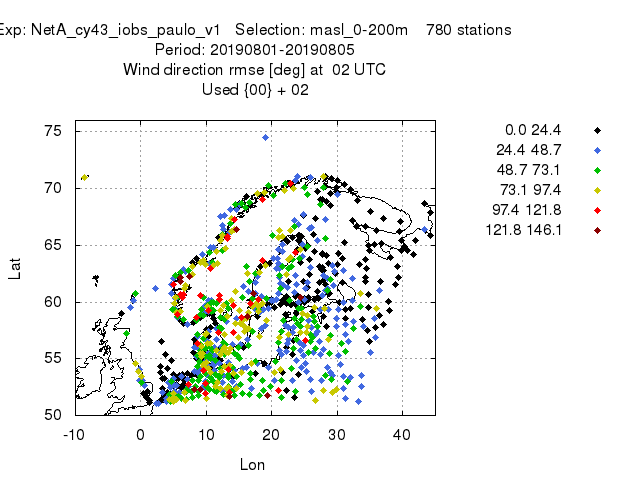 Exp: NetA_cy43_iobs_paulo_v1 Selection: masl_0-200m 780 stations
Period: 20190801-20190805
Wind direction rmse [deg] at 02 UTC
Used {00} + 02
0.0 24.4
24.4 48.7
48.7 73.1
73.1 97.4
97.4 121.8
121.8 146.1
75
70
65
60
55
50
Lat
-10 0 10 20 30 40
Lon